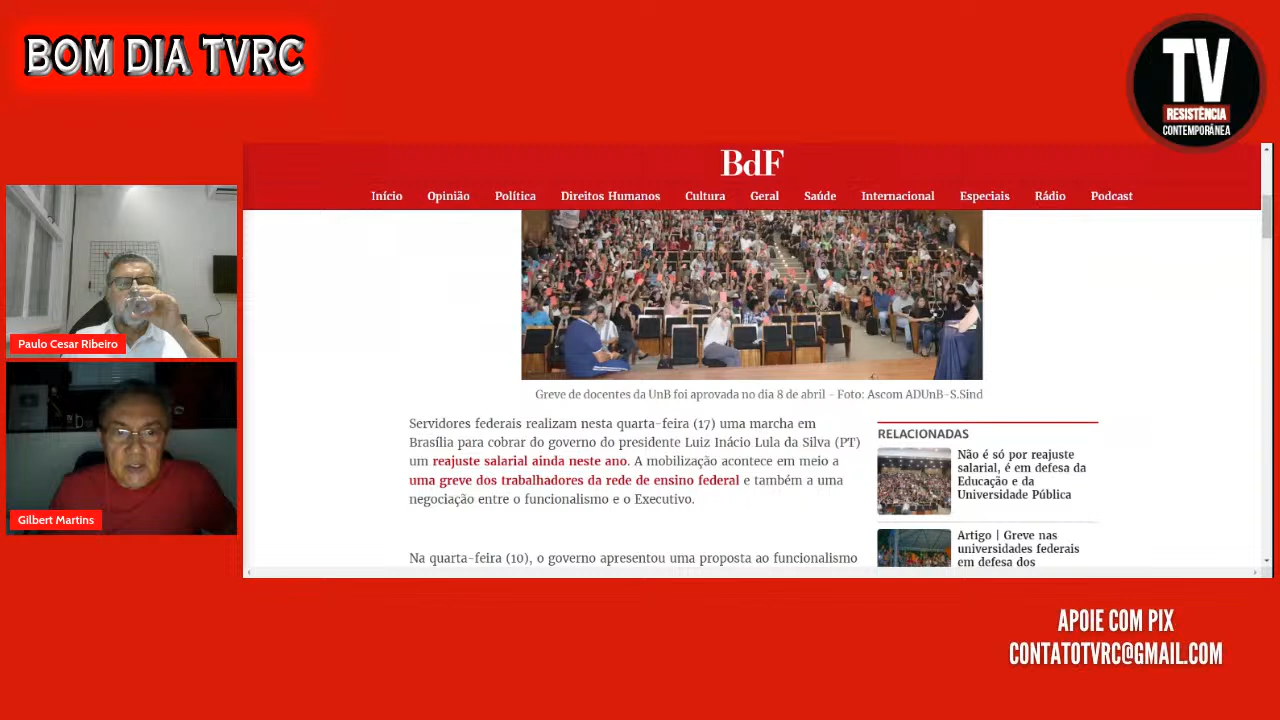 BOM DIA TVRC
TV
RESISTÊNCIA
CONTEMPORÂNEA
BdF
Início Opinião Política Direitos Humanos Cultura Geral Saúde Internacional Especiais Rádio Podcast
Paulo Cesar Ribeiro
Gilbert Martins
Greve de docentes da UnB foi aprovada no dia 8 de abril - Foto: Ascom ADUnB-S.Sind
Servidores federais realizam nesta quarta-feira (17) uma marcha em
Brasília para cobrar do governo do presidente Luiz Inácio Lula da Silva (PT)
um reajuste salarial ainda neste ano. A mobilização acontece em meio a
uma greve dos trabalhadores da rede de ensino federal e também a uma
negociação entre o funcionalismo e o Executivo.
Na quarta-feira (10), o governo apresentou uma proposta ao funcionalismo
RELACIONADAS
Não é só por reajuste
salarial, é em defesa da
Educação e da
Universidade Pública
Artigo | Greve nas
universidades federais
em defesa dos
APOIE COM PIX
CONTATOTVRC@GMAIL.COM